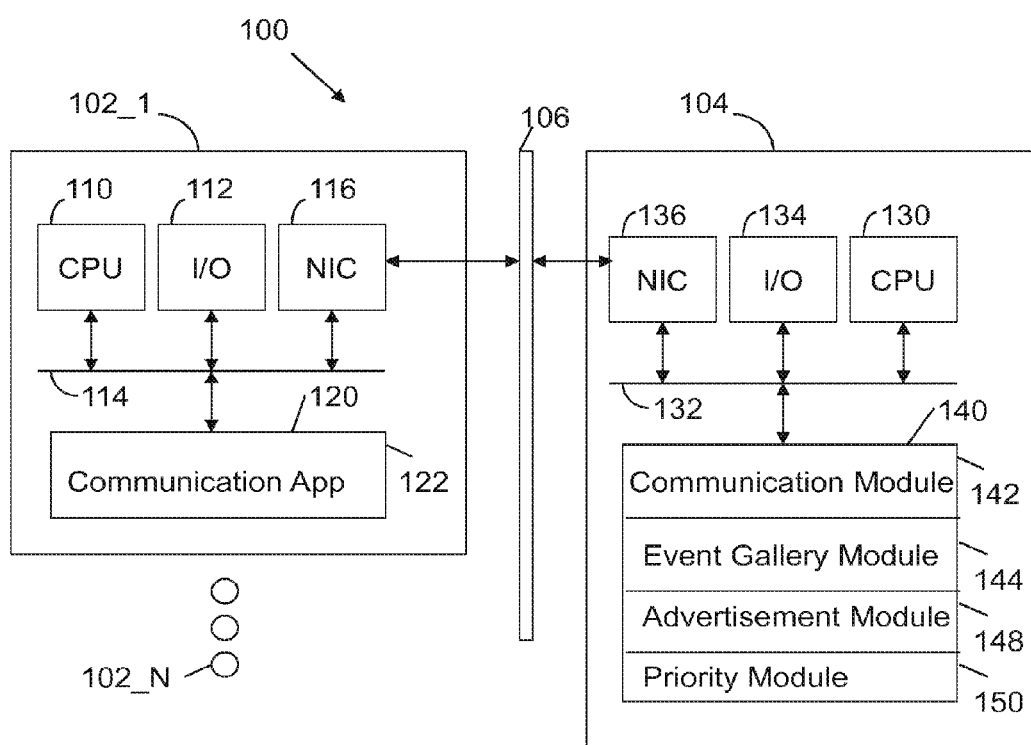 100
102_1
106
104
110
112
116
136
134
130
CPU
I/O
NIC
NIC
I/O
CPU
114
120
132
140
Communication App
122
Communication Module
142
Event Gallery Module
144
Advertisement Module
148
102_N
Priority Module
150